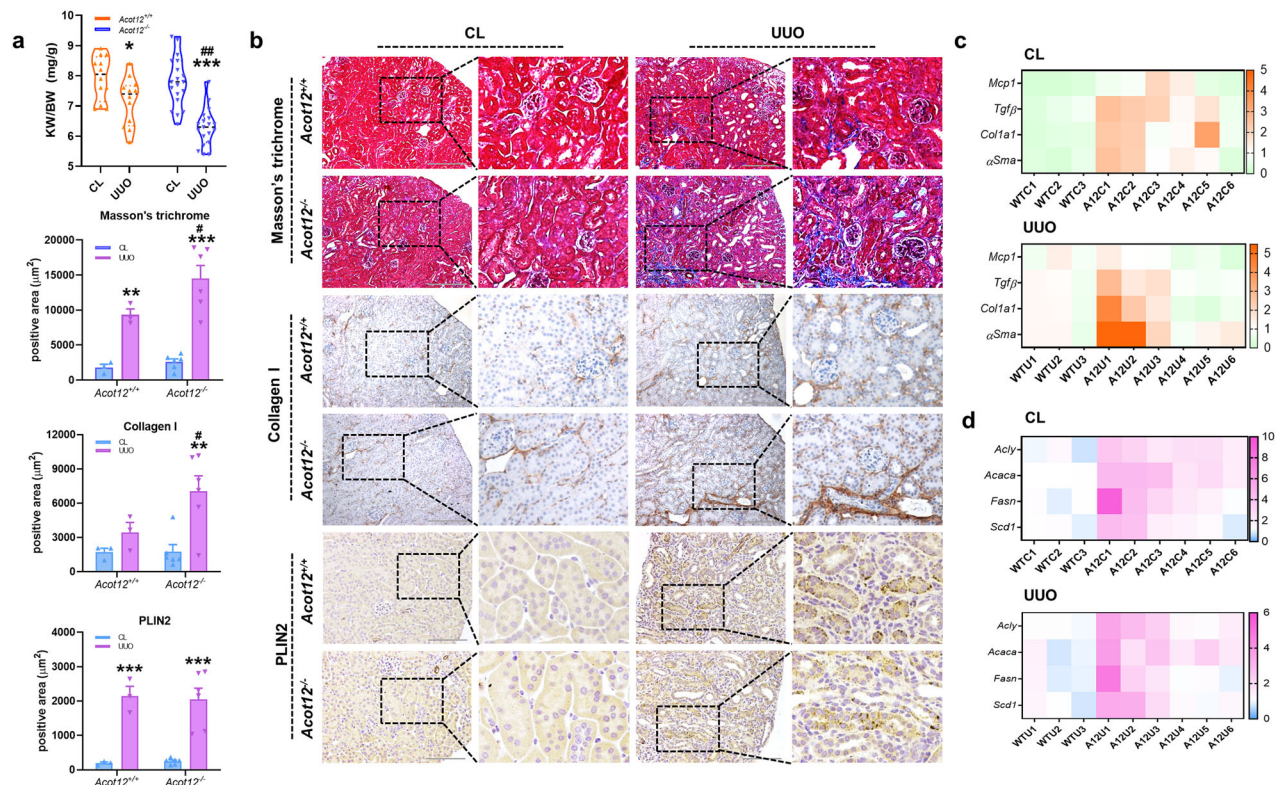 a
Acot12+/+
Acot12-/-
KW/BW (mg/g)
10
9
8
7
6
5
*
##
***
CL
UUO
CL
UUO
Masson's trichrome
CL
UUO
positive area (μm2)
20000
15000
10000
5000
0
**
#
***
Acot12+/+
Acot12-/-
Collagen I
CL
UUO
positive area (μm2)
12000
9000
6000
3000
0
#
**
Acot12+/+
Acot12-/-
PLIN2
CL
UUO
positive area (μm2)
4000
3000
2000
1000
0
***
***
Acot12+/+
Acot12-/-
b
CL
UUO
Masson's trichrome
Acot12+/+
Acot12-/-
Collagen I
Acot12+/+
Acot12-/-
PLIN2
Acot12+/+
Acot12-/-
c
CL
Mcp1
Tgfβ
Col1a1
αSma
WTC1
WTC2
WTC3
A12C1
A12C2
A12C3
A12C4
A12C5
A12C6
5
4
3
2
1
0
UUO
Mcp1
Tgfβ
Col1a1
αSma
WTU1
WTU2
WTU3
A12U1
A12U2
A12U3
A12U4
A12U5
A12U6
5
4
3
2
1
0
d
CL
Acly
Acaca
Fasn
Scd1
WTC1
WTC2
WTC3
A12C1
A12C2
A12C3
A12C4
A12C5
A12C6
10
8
6
4
2
0
UUO
Acly
Acaca
Fasn
Scd1
WTU1
WTU2
WTU3
A12U1
A12U2
A12U3
A12U4
A12U5
A12U6
6
4
2
0